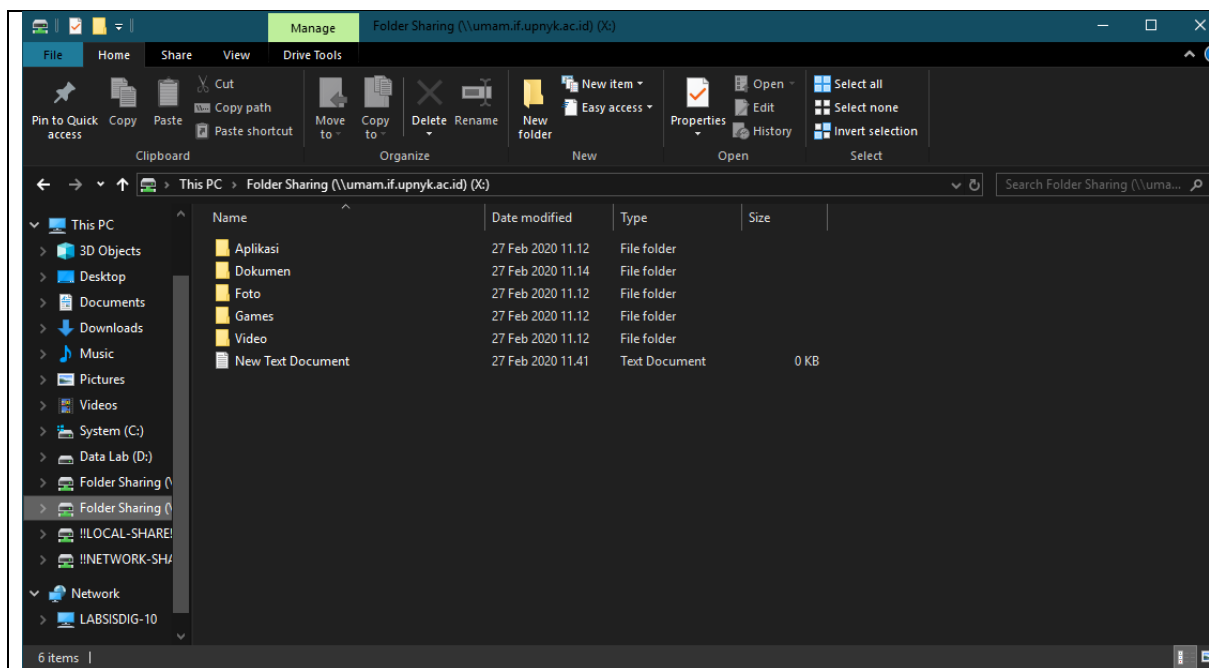 Manage
Folder Sharing (\\umam.if.upnyk.ac.id) (X:)
File
Home
Share
View
Drive Tools
Pin to Quick access
Copy
Paste
Cut
Copy path
Paste shortcut
Clipboard
Move to
Copy to
Delete
Rename
Organize
New folder
New item
Easy access
New
Properties
Open
Edit
History
Open
Select all
Select none
Invert selection
Select
This PC > Folder Sharing (\\umam.if.upnyk.ac.id) (X:)
Search Folder Sharing (\\uma...
This PC
3D Objects
Desktop
Documents
Downloads
Music
Pictures
Videos
System (C:)
Data Lab (D:)
Folder Sharing (\
Folder Sharing (\
!!LOCAL-SHARE!
!!NETWORK-SHA
Network
LABSISDIG-10
Name Date modified Type Size
Aplikasi 27 Feb 2020 11.12 File folder
Dokumen 27 Feb 2020 11.14 File folder
Foto 27 Feb 2020 11.12 File folder
Games 27 Feb 2020 11.12 File folder
Video 27 Feb 2020 11.12 File folder
New Text Document 27 Feb 2020 11.41 Text Document 0 KB
6 items